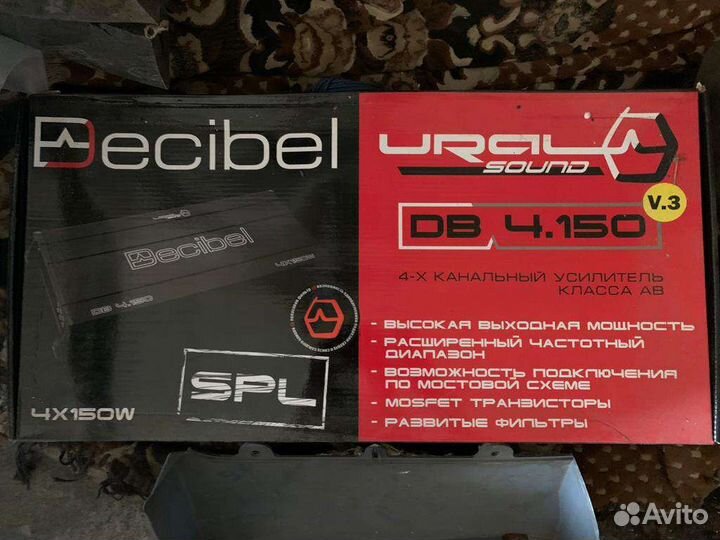 Decibel
URAL
SOUND
V.3
DB 4.150
4-Х КАНАЛЬНЫЙ УСИЛИТЕЛЬ
КЛАССА АВ
- ВЫСОКАЯ ВЫХОДНАЯ МОЩНОСТЬ
- РАСШИРЕННЫЙ ЧАСТОТНЫЙ
ДИАПАЗОН
- ВОЗМОЖНОСТЬ ПОДКЛЮЧЕНИЯ
ПО МОСТОВОЙ СХЕМЕ
- MOSFET ТРАНЗИСТОРЫ
- РАЗВИТЫЕ ФИЛЬТРЫ
Decibel
DB 4.150
4X150W
SPL
4X150W
Avito